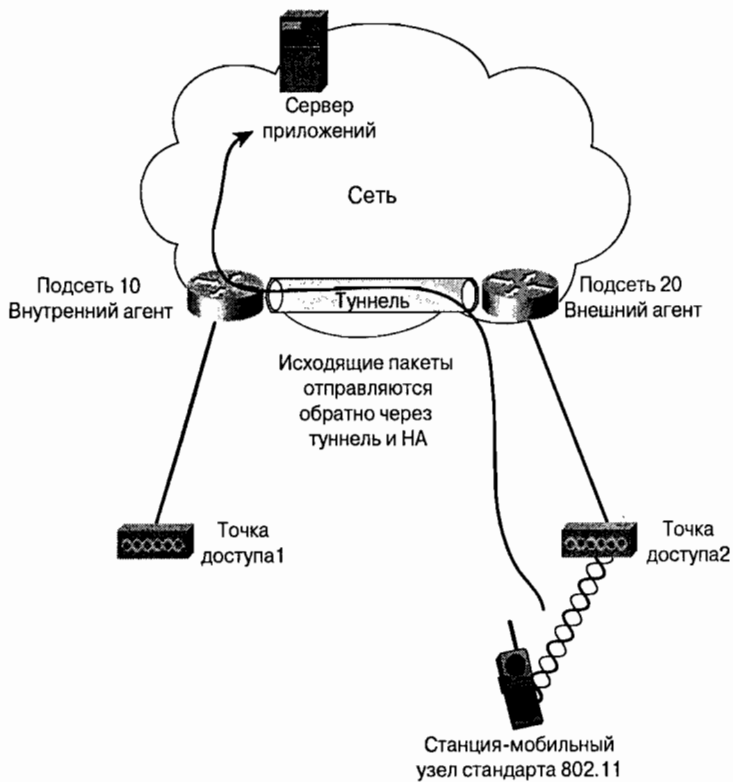 Сервер
приложений
Сеть
Подсеть 10
Внутренний агент
Туннель
Подсеть 20
Внешний агент
Исходящие пакеты
отправляются
обратно через
туннель и НА
Точка
доступа1
Точка
доступа2
Станция-мобильный
узел стандарта 802.11